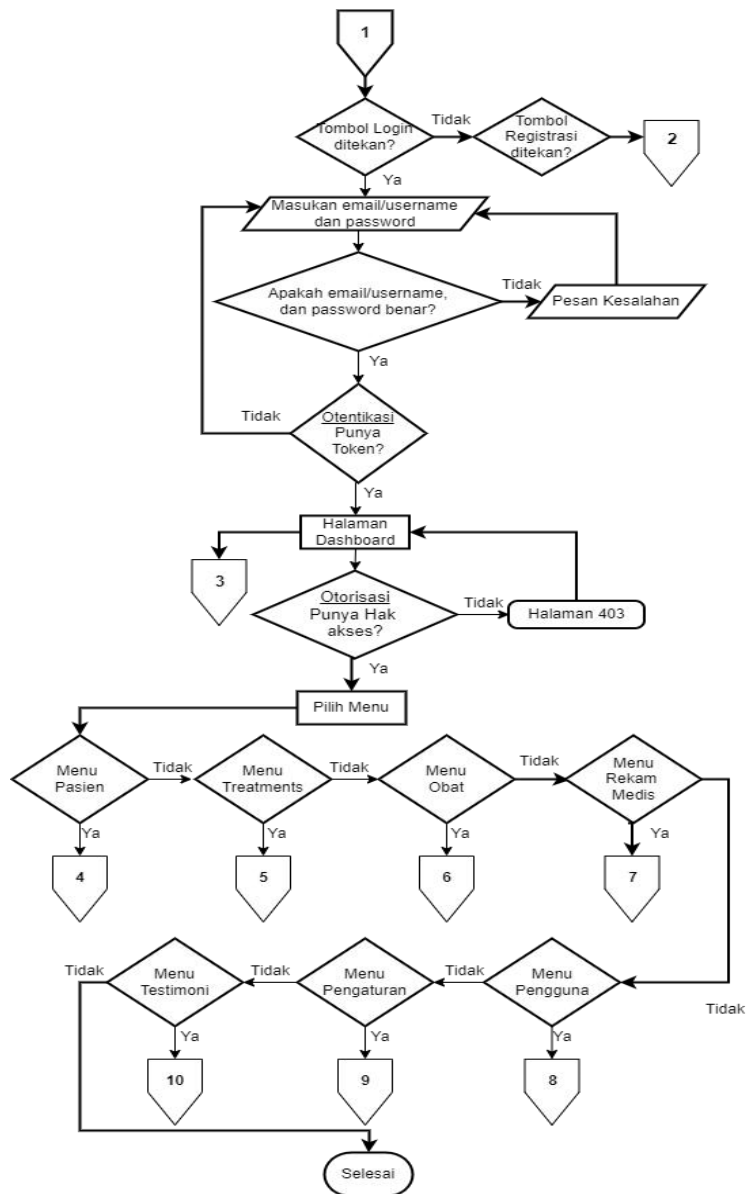 1
Tombol Login
ditekan?
Tidak
Tombol
Registrasi
ditekan?
2
Ya
Masukan email/username
dan password
Apakah email/username,
dan password benar?
Tidak
Pesan Kesalahan
Ya
Tidak
Otentikasi
Punya
Token?
Ya
Halaman
Dashboard
3
Otorisasi
Punya Hak
akses?
Tidak
Halaman 403
Ya
Pilih Menu
Menu
Pasien
Tidak
Menu
Treatments
Tidak
Menu
Obat
Tidak
Menu
Rekam
Medis
Ya
Ya
Ya
Ya
4
5
6
7
Tidak
Menu
Testimoni
Tidak
Menu
Pengaturan
Tidak
Menu
Pengguna
Tidak
Ya
Ya
Ya
10
9
8
Selesai